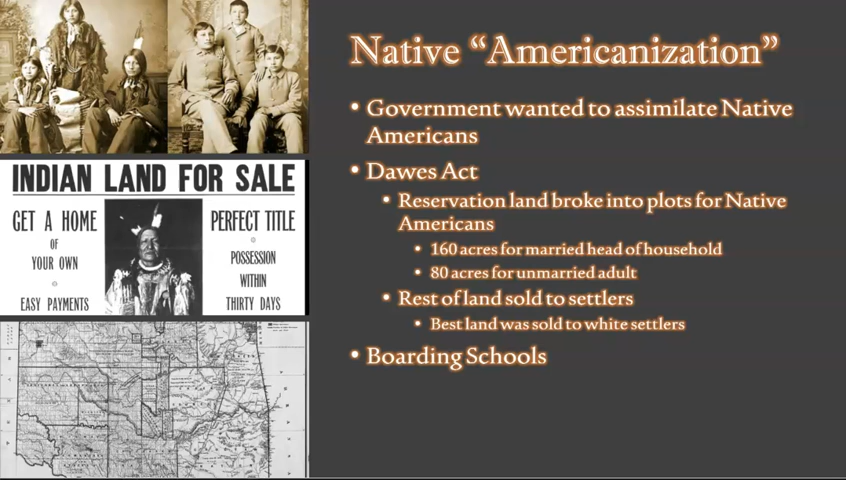 Native “Americanization”
• Government wanted to assimilate Native
Americans
• Dawes Act
• Reservation land broke into plots for Native
Americans
• 160 acres for married head of household
• 80 acres for unmarried adult
• Rest of land sold to settlers
• Best land was sold to white settlers
• Boarding Schools
INDIAN LAND FOR SALE
GET A HOME
OF
YOUR OWN
EASY PAYMENTS
PERFECT TITLE
POSSESSION
WITHIN
THIRTY DAYS